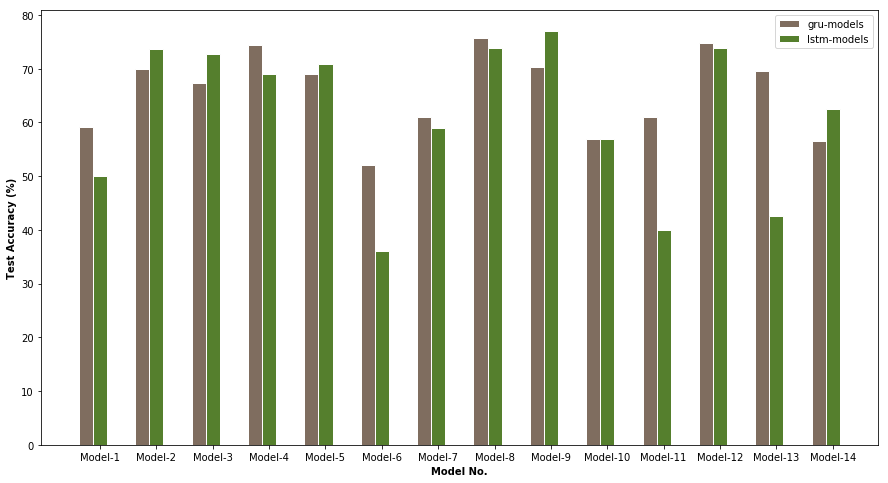 gru-models
lstm-models
80
70
60
50
40
30
20
10
0
Test Accuracy (%)
Model-1 Model-2 Model-3 Model-4 Model-5 Model-6 Model-7 Model-8 Model-9 Model-10 Model-11 Model-12 Model-13 Model-14
Model No.